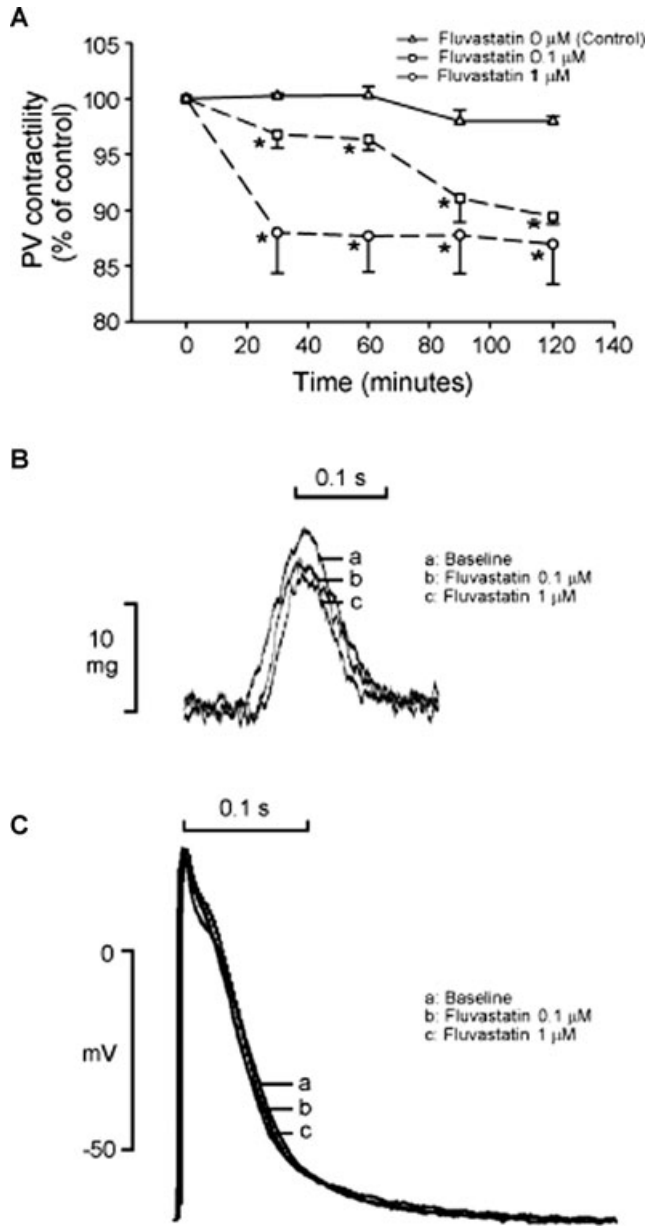 A
Fluvastatin O μM (Control)
Fluvastatin O.1 μM
Fluvastatin 1 μM
PV contractility
(% of control)
105
100
95
90
85
80
* * * *
* * * *
0 20 40 60 80 100 120 140
Time (minutes)
B
0.1 s
a
b
c
a: Baseline
b: Fluvastatin 0.1 μM
c: Fluvastatin 1 μM
10
mg
C
0.1 s
0
mV
-50
a
b
c
a: Baseline
b: Fluvastatin 0.1 μM
c: Fluvastatin 1 μM